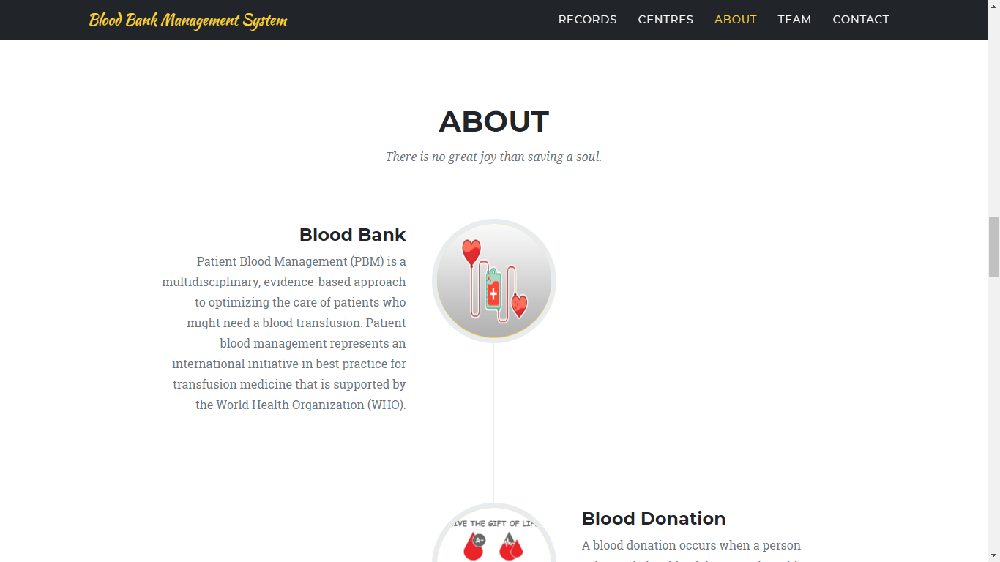 Blood Bank Management System
RECORDS CENTRES ABOUT TEAM CONTACT
ABOUT
There is no great joy than saving a soul.
Blood Bank
Patient Blood Management (PBM) is a
multidisciplinary, evidence-based approach
to optimizing the care of patients who
might need a blood transfusion. Patient
blood management represents an
international initiative in best practice for
transfusion medicine that is supported by
the World Health Organization (WHO).
THE GIFT OF
A+
Blood Donation
A blood donation occurs when a person